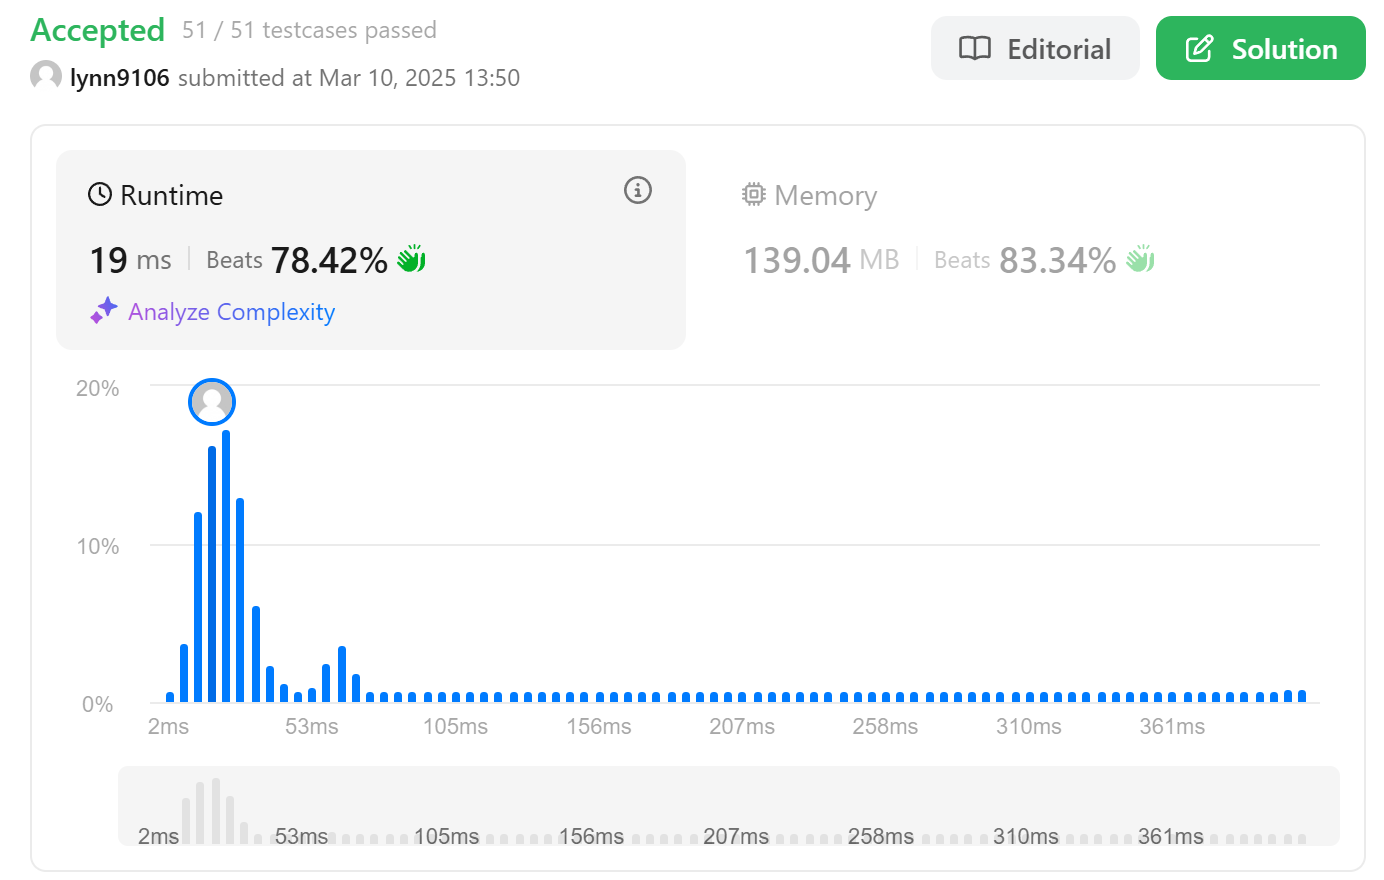 Accepted 51 / 51 testcases passed
lynn9106 submitted at Mar 10, 2025 13:50
Editorial
Solution
Runtime
19 ms Beats 78.42%
Analyze Complexity
Memory
139.04 MB Beats 83.34%
20%
10%
0%
2ms 53ms 105ms 156ms 207ms 258ms 310ms 361ms
2ms 53ms 105ms 156ms 207ms 258ms 310ms 361ms